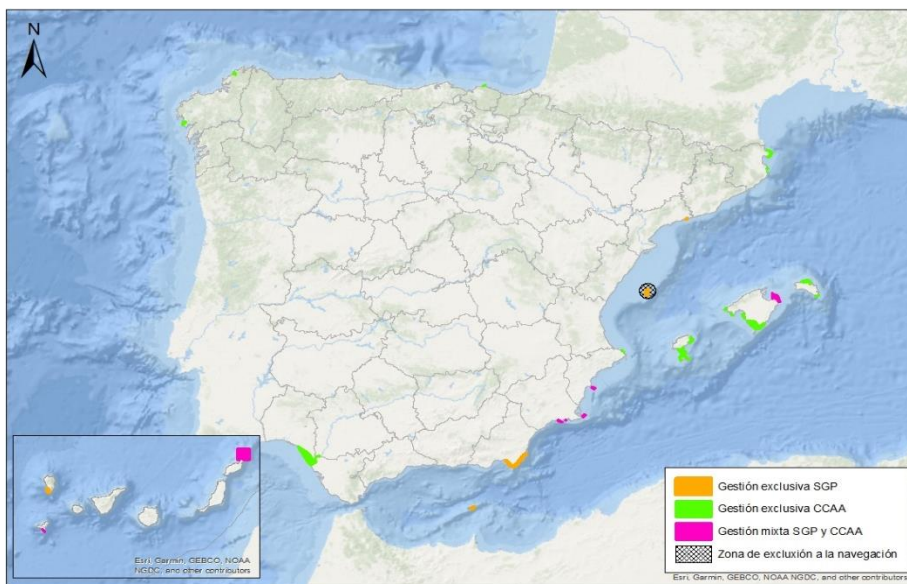 N
Gestión exclusiva SGP
Gestión exclusiva CCAA
Gestión mixta SGP y CCAA
Zona de excluxión a la navegación
Esri, Garmin, GEBCO, NOAA
NGDC, and other contributors
Esri, Garmin, GEBCO, NOAA NGDC, and other contributors